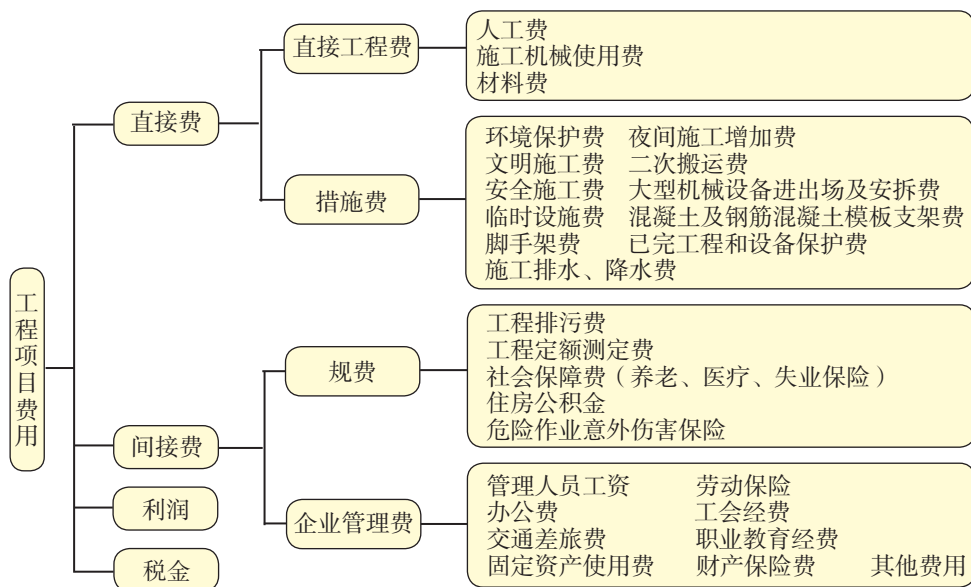 工程项目费用
直接费
直接工程费
人工费
施工机械使用费
材料费
措施费
环境保护费 夜间施工增加费
文明施工费 二次搬运费
安全施工费 大型机械设备进出场及安拆费
临时设施费 混凝土及钢筋混凝土模板支架费
脚手架费 已完工程和设备保护费
施工排水、降水费
间接费
规费
工程排污费
工程定额测定费
社会保障费（养老、医疗、失业保险）
住房公积金
危险作业意外伤害保险
企业管理费
管理人员工资 劳动保险
办公费 工会经费
交通差旅费 职业教育经费
固定资产使用费 财产保险费 其他费用
利润
税金